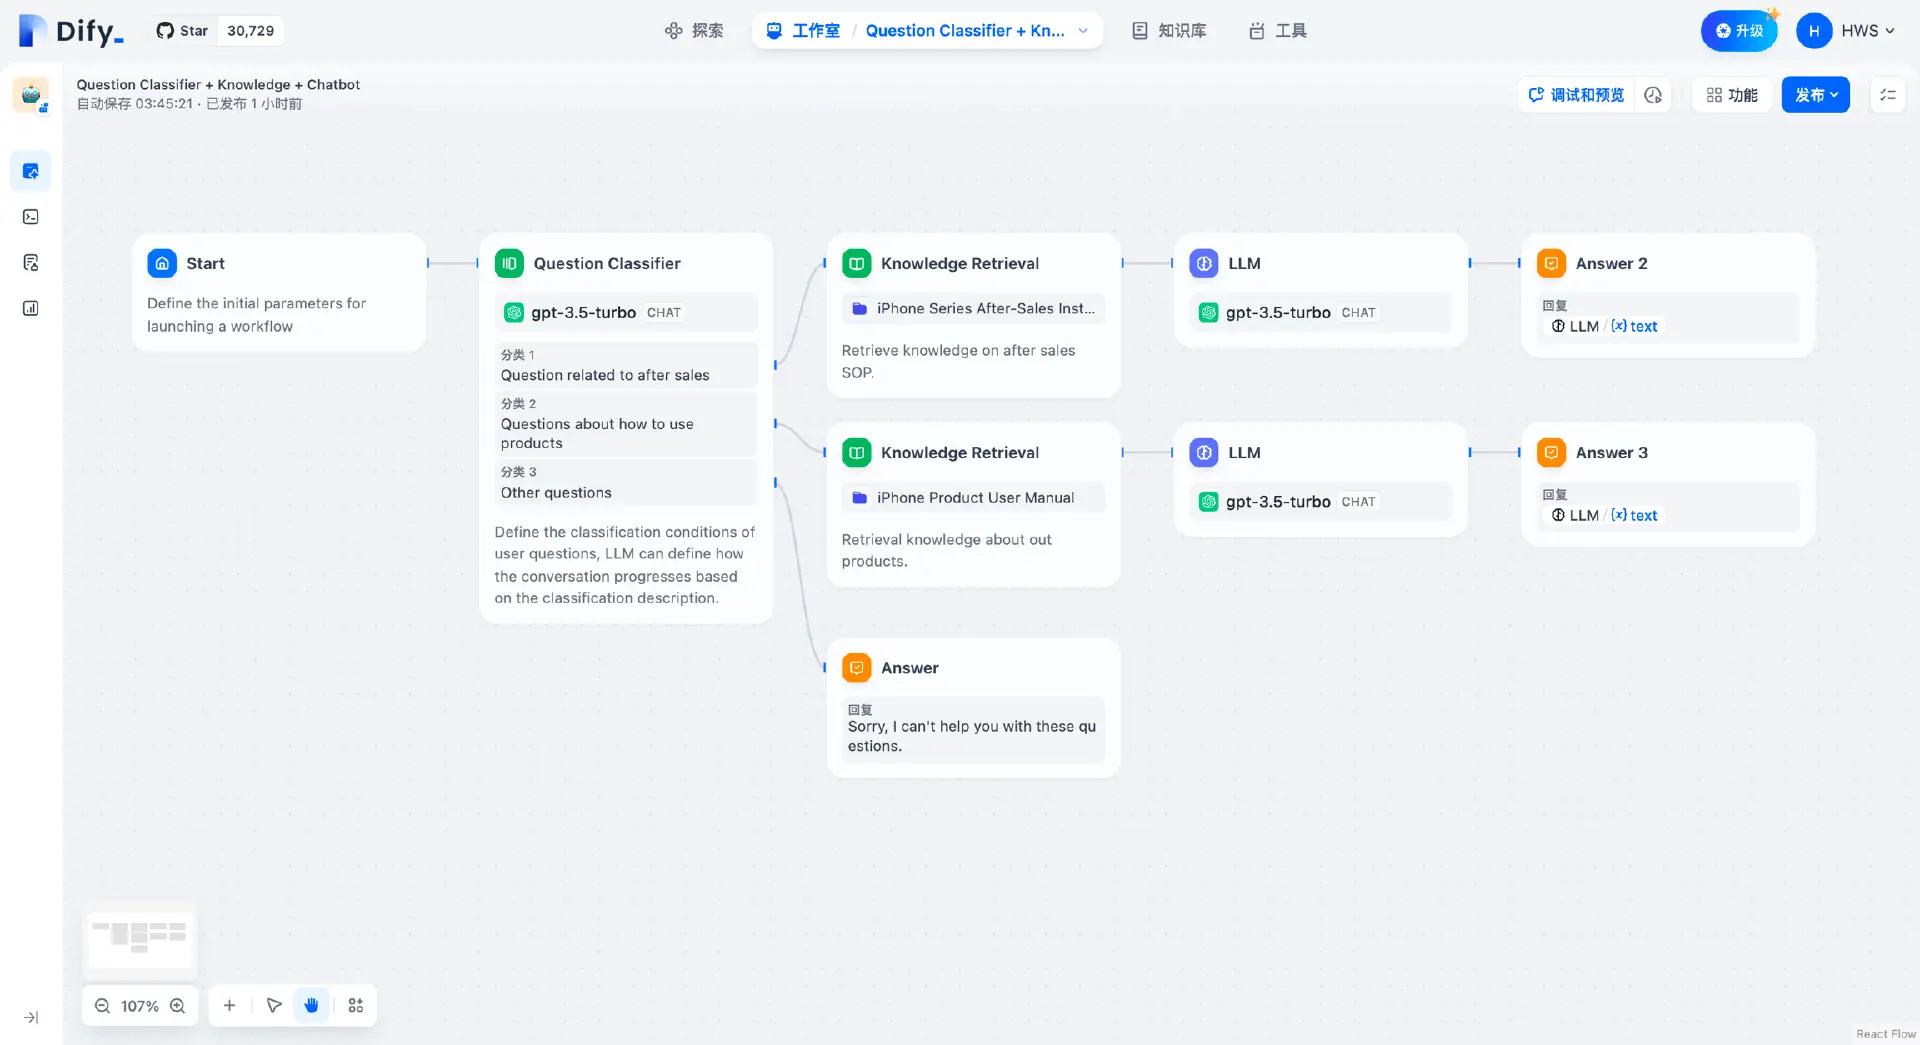 Dify_
Star 30,729
探索
工作室 / Question Classifier + Kn...
知识库
工具
升级
H HWS
Question Classifier + Knowledge + Chatbot
自动保存 03:45:21 · 已发布 1 小时前
调试和预览
功能
发布
Start
Define the initial parameters for
launching a workflow
Question Classifier
gpt-3.5-turbo CHAT
分类 1
Question related to after sales
分类 2
Questions about how to use
products
分类 3
Other questions
Define the classification conditions of
user questions, LLM can define how
the conversation progresses based
on the classification description.
Knowledge Retrieval
iPhone Series After-Sales Inst...
Retrieve knowledge on after sales
SOP.
LLM
gpt-3.5-turbo CHAT
Answer 2
回复
LLM / {x} text
Knowledge Retrieval
iPhone Product User Manual
Retrieval knowledge about out
products.
LLM
gpt-3.5-turbo CHAT
Answer 3
回复
LLM / {x} text
Answer
回复
Sorry, I can't help you with these qu
estions.
107%
React Flow